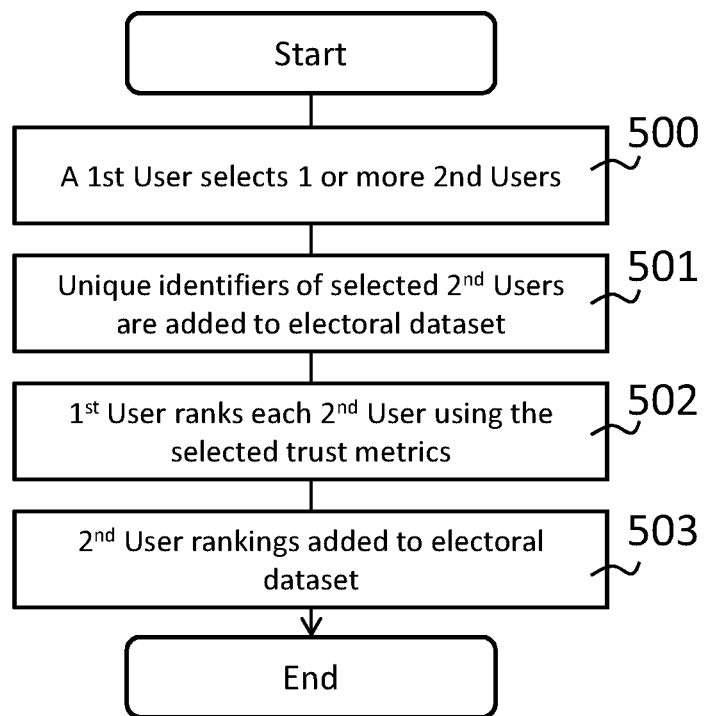 Start
500
A 1st User selects 1 or more 2nd Users
501
Unique identifiers of selected 2nd Users
are added to electoral dataset
502
1st User ranks each 2nd User using the
selected trust metrics
503
2nd User rankings added to electoral
dataset
End